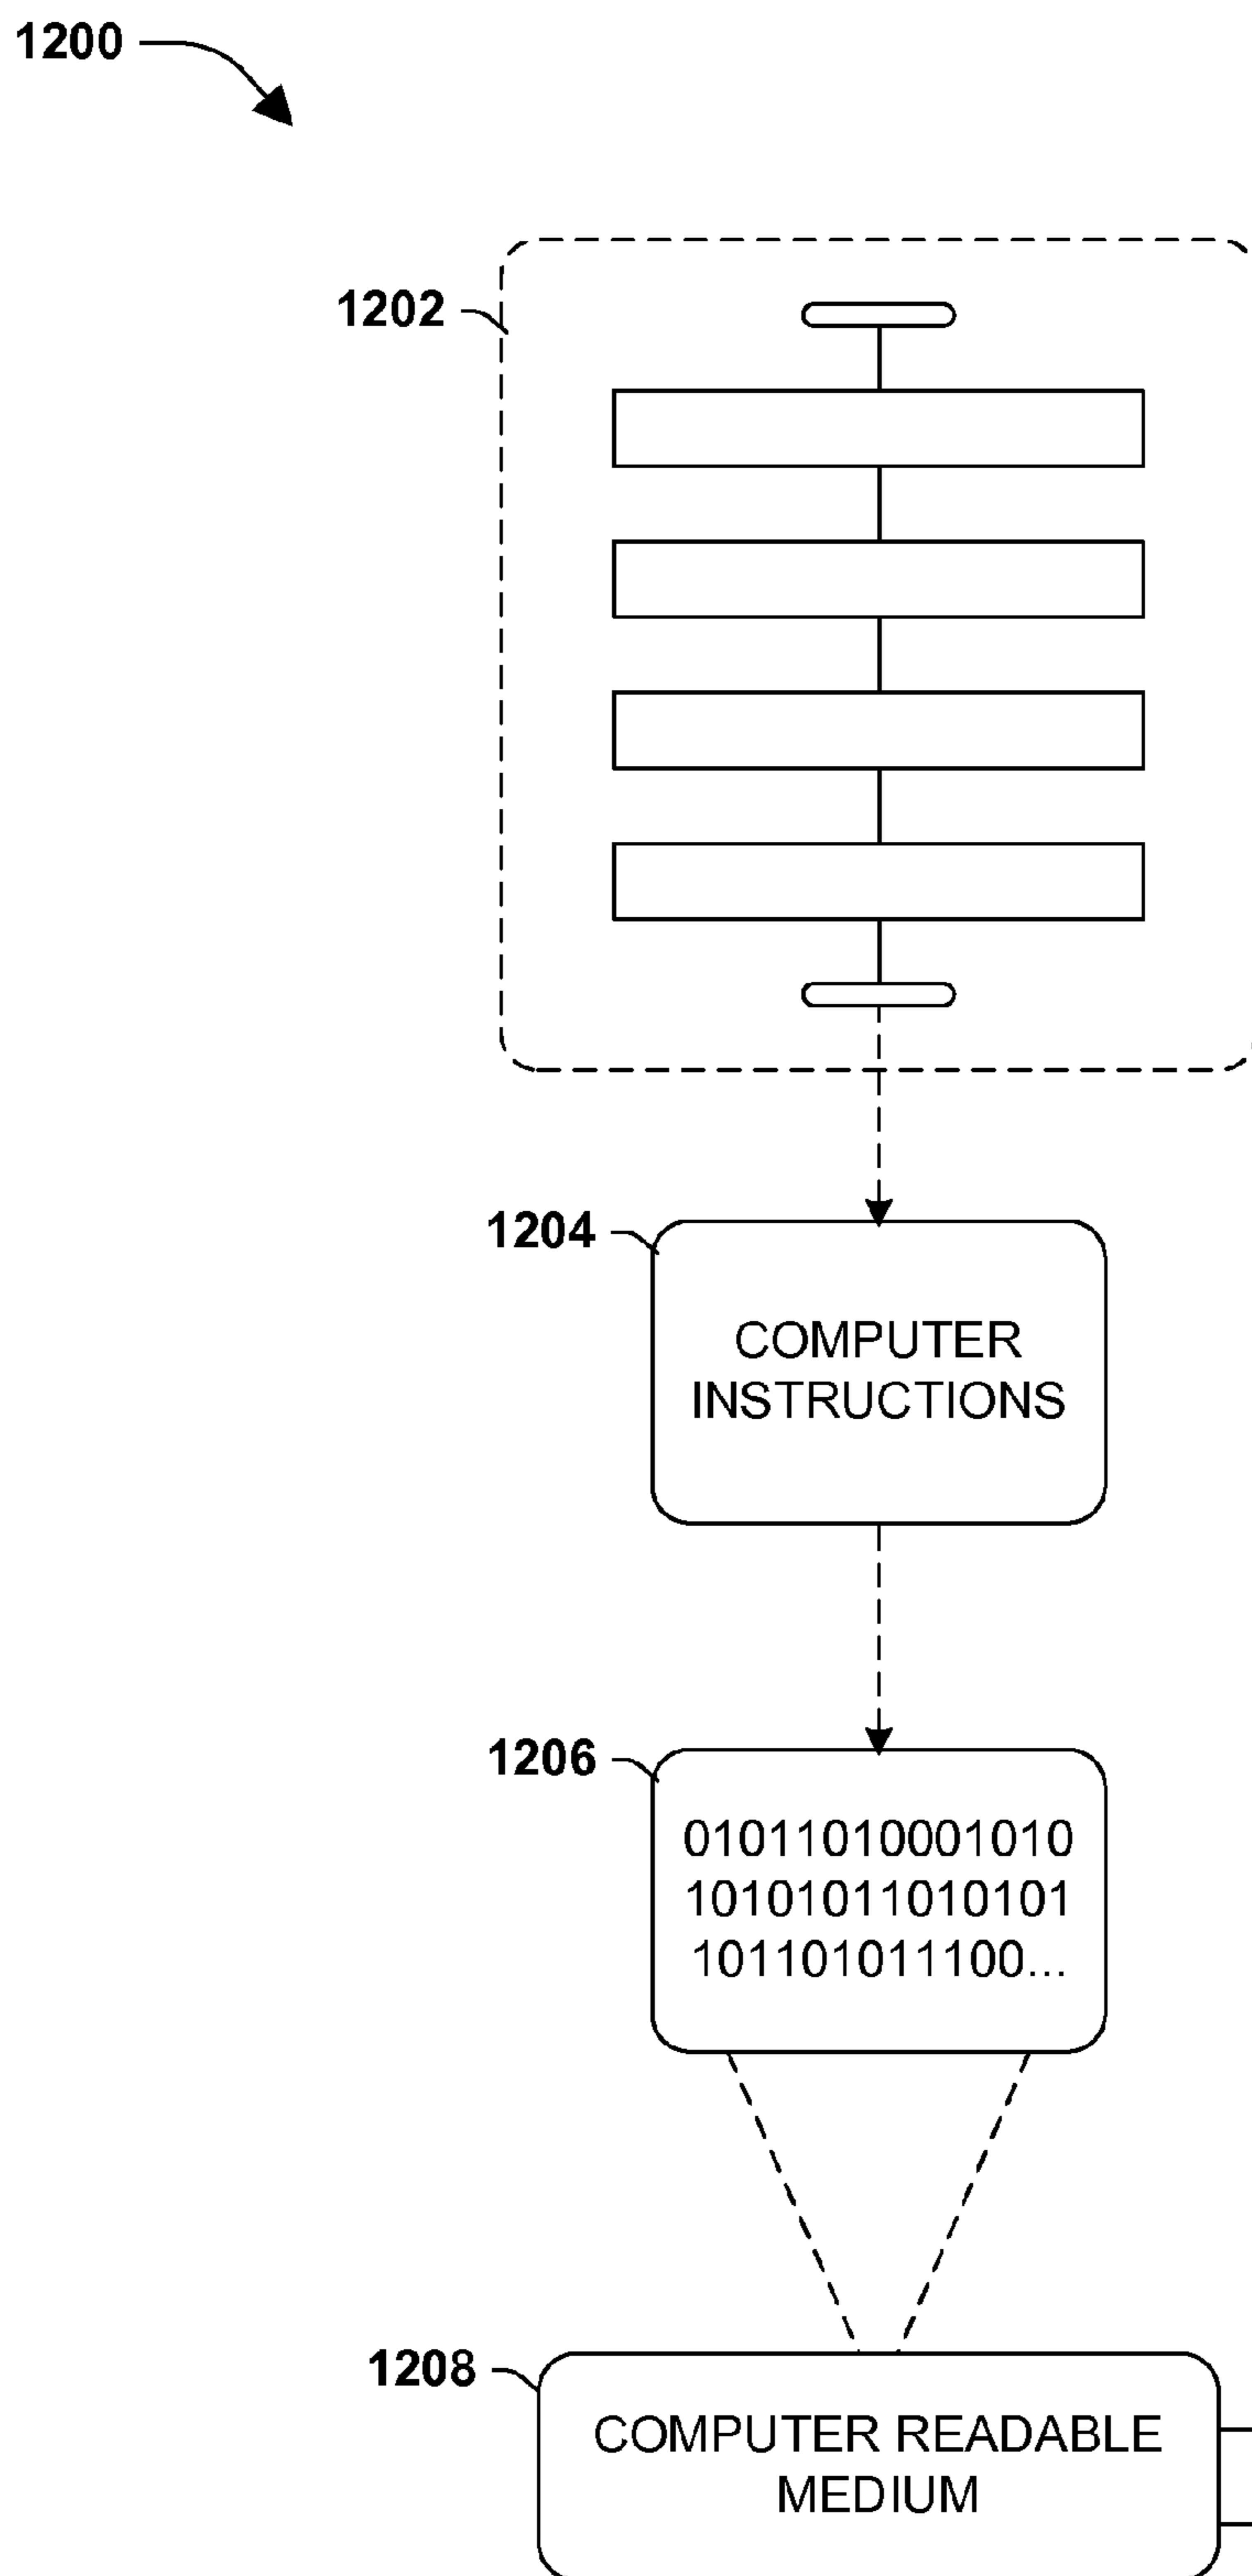 1200
1202
1204
COMPUTER
INSTRUCTIONS
1206
01011010001010
10101011010101
101101011100...
1208
COMPUTER READABLE
MEDIUM